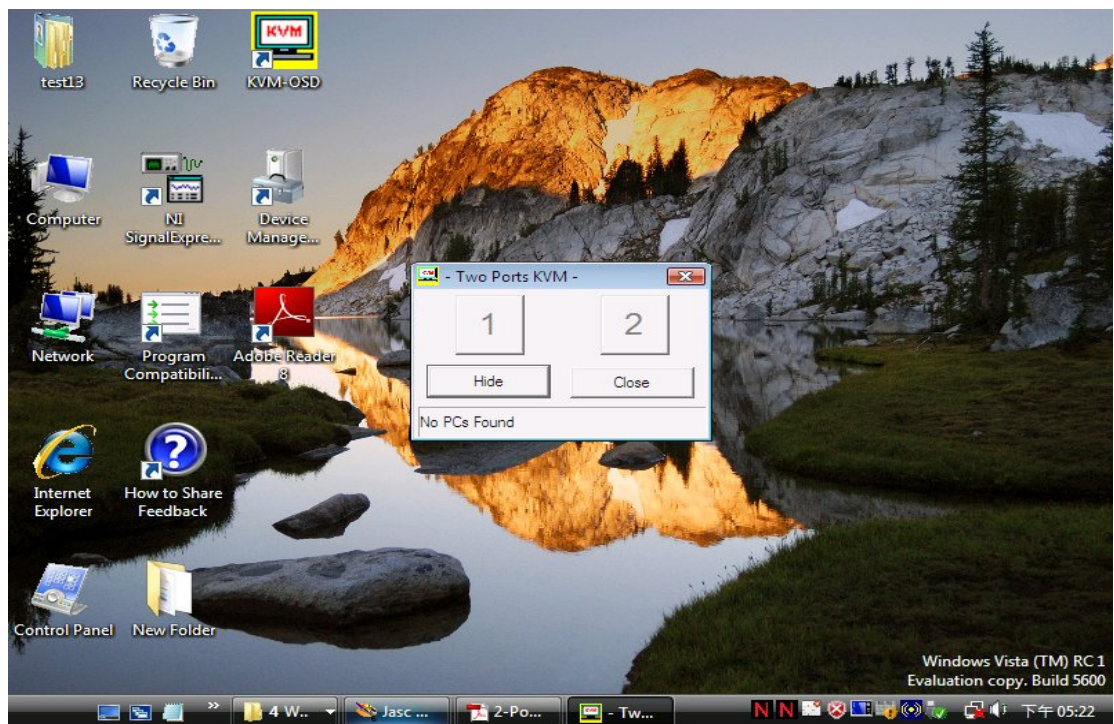 KVM
test13
Recycle Bin
KVM-OSD
Computer
NI
SignalExpre...
Device
Manage...
Network
Program
Compatibili...
Adobe Reader
8
Internet
Explorer
How to Share
Feedback
Control Panel
New Folder
- Two Ports KVM -
1
2
Hide
Close
No PCs Found
Windows Vista (TM) RC 1
Evaluation copy. Build 5600
4 W...
Jasc ...
2-Po...
- Tw...
N N
下午 05:22